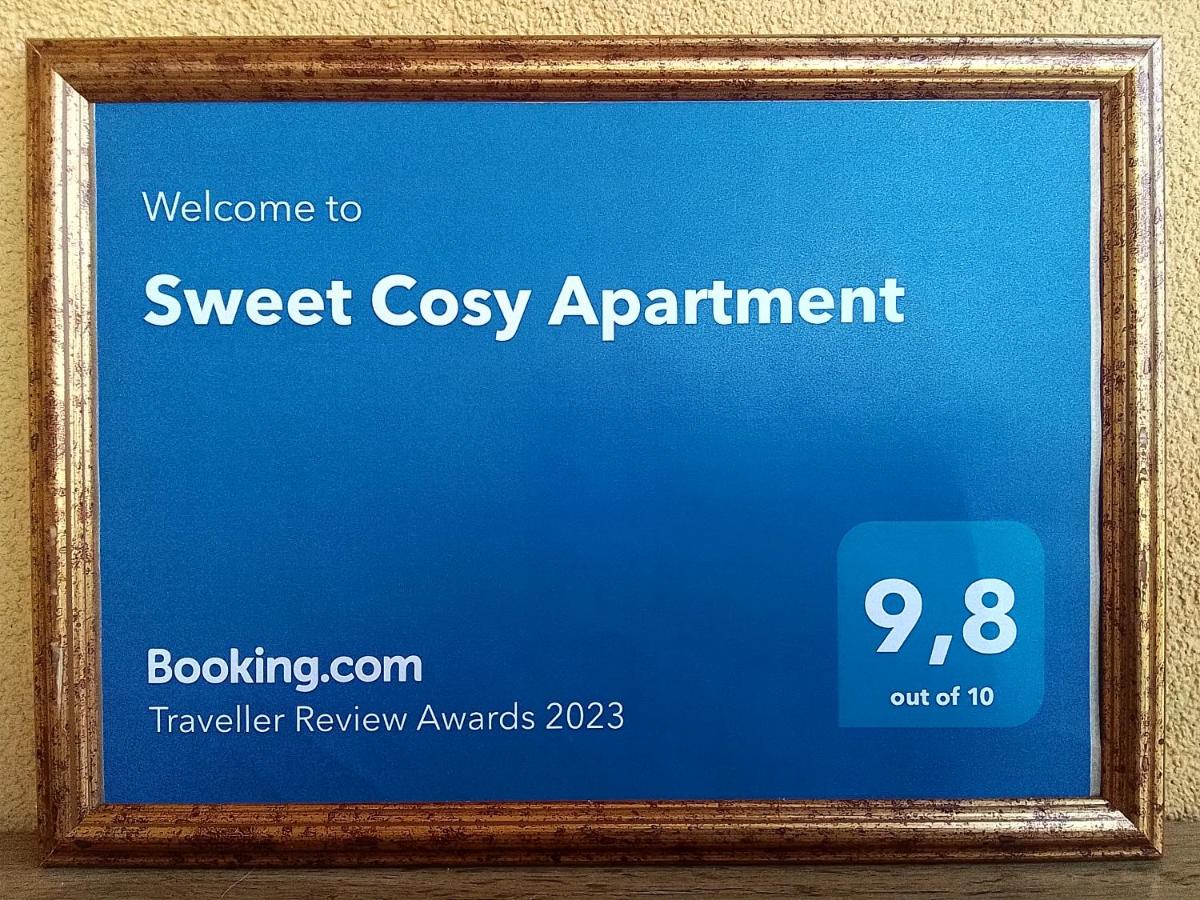 Welcome to
Sweet Cosy Apartment
9,8
out of 10
Booking.com
Traveller Review Awards 2023